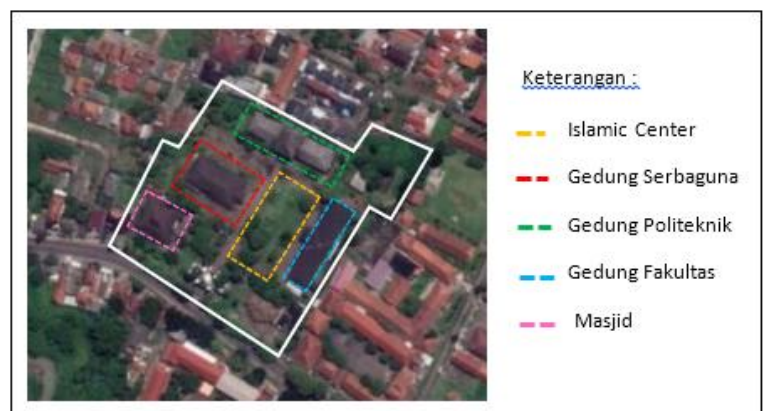 Keterangan :
Islamic Center
Gedung Serbaguna
Gedung Politeknik
Gedung Fakultas
Masjid